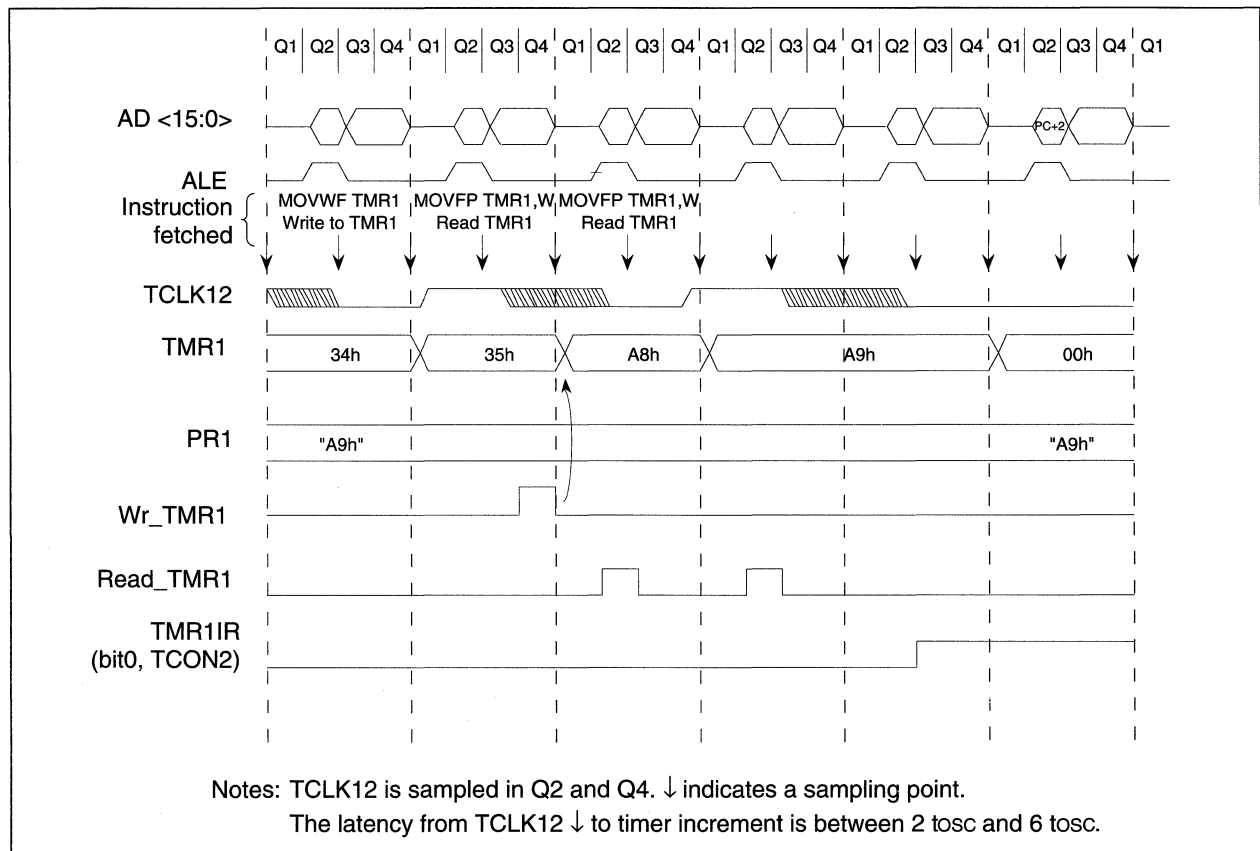 Q1 Q2 Q3 Q4 Q1 Q2 Q3 Q4 Q1 Q2 Q3 Q4 Q1 Q2 Q3 Q4 Q1 Q2 Q3 Q4 Q1 Q2 Q3 Q4 Q1
AD <15:0>
PC+2
ALE
Instruction
fetched
MOVWF TMR1
Write to TMR1
MOVFP TMR1,W
Read TMR1
MOVFP TMR1,W
Read TMR1
TCLK12
TMR1
34h 35h A8h A9h 00h
PR1
"A9h" "A9h"
Wr_TMR1
Read_TMR1
TMR1IR
(bit0, TCON2)
Notes: TCLK12 is sampled in Q2 and Q4. ↓ indicates a sampling point.
The latency from TCLK12 ↓ to timer increment is between 2 tosc and 6 tosc.